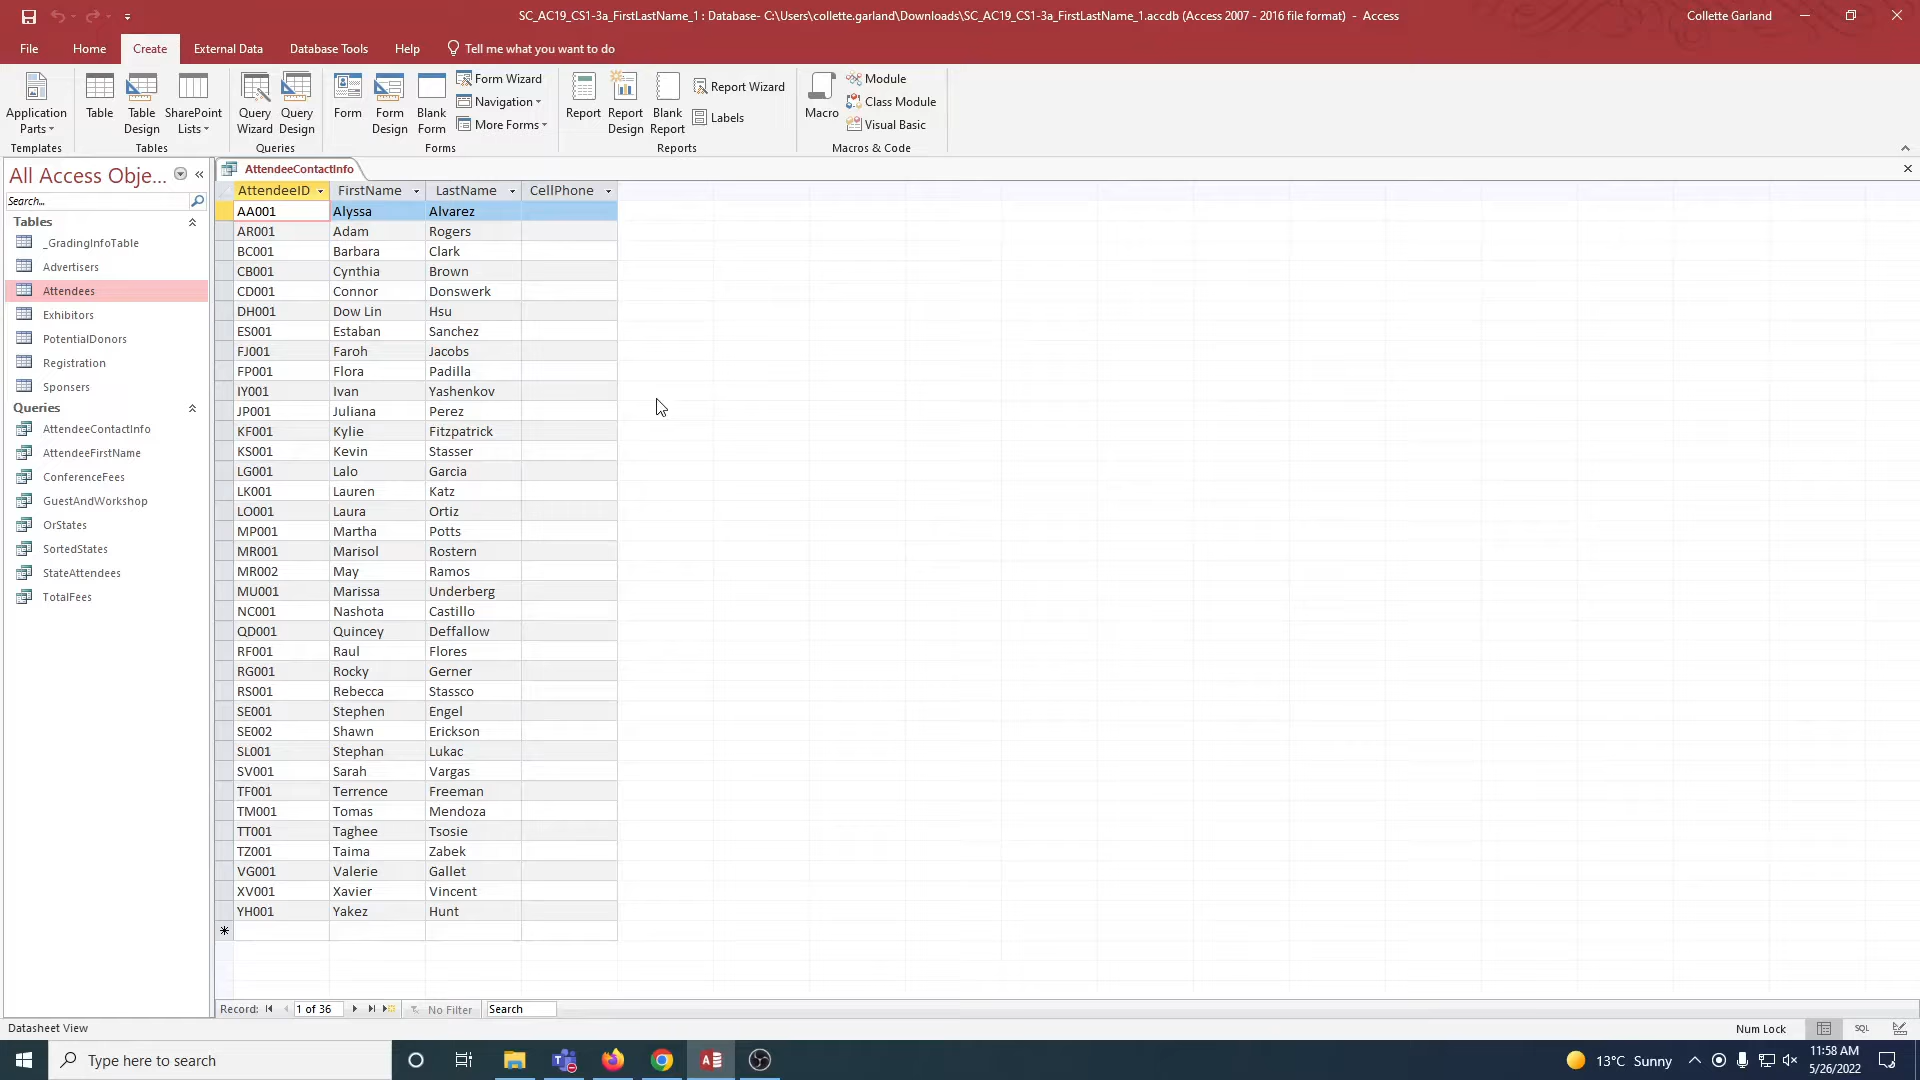 SC_AC19_CS1-3a_FirstLastName_1 : Database- C:\Users\collette.garland\Downloads\SC_AC19_CS1-3a_FirstLastName_1.accdb (Access 2007 - 2016 file format) - Access
Collette Garland
File Home Create External Data Database Tools Help Tell me what you want to do
Application Parts
Table
Table Design
SharePoint Lists
Query Wizard
Query Design
Form
Form Design
Blank Form
Form Wizard
Navigation
More Forms
Report
Report Design
Blank Report
Report Wizard
Labels
Macro
Module
Class Module
Visual Basic
Templates Tables Queries Forms Reports Macros & Code
All Access Obje...
Search...
Tables
_GradingInfoTable
Advertisers
Attendees
Exhibitors
PotentialDonors
Registration
Sponsers
Queries
AttendeeContactInfo
AttendeeFirstName
ConferenceFees
GuestAndWorkshop
OrStates
SortedStates
StateAttendees
TotalFees
AttendeeContactInfo
AttendeeID FirstName LastName CellPhone
AA001 Alyssa Alvarez
AR001 Adam Rogers
BC001 Barbara Clark
CB001 Cynthia Brown
CD001 Connor Donswerk
DH001 Dow Lin Hsu
ES001 Estaban Sanchez
FJ001 Faroh Jacobs
FP001 Flora Padilla
IY001 Ivan Yashenkov
JP001 Juliana Perez
KF001 Kylie Fitzpatrick
KS001 Kevin Stasser
LG001 Lalo Garcia
LK001 Lauren Katz
LO001 Laura Ortiz
MP001 Martha Potts
MR001 Marisol Rostern
MR002 May Ramos
MU001 Marissa Underberg
NC001 Nashota Castillo
QD001 Quincey Deffallow
RF001 Raul Flores
RG001 Rocky Gerner
RS001 Rebecca Stassco
SE001 Stephen Engel
SE002 Shawn Erickson
SL001 Stephan Lukac
SV001 Sarah Vargas
TF001 Terrence Freeman
TM001 Tomas Mendoza
TT001 Taghee Tsosie
TZ001 Taima Zabek
VG001 Valerie Gallet
XV001 Xavier Vincent
YH001 Yakez Hunt
Record: 1 of 36 No Filter Search
Datasheet View
Num Lock
SQL
Type here to search
13°C Sunny
11:58 AM
5/26/2022